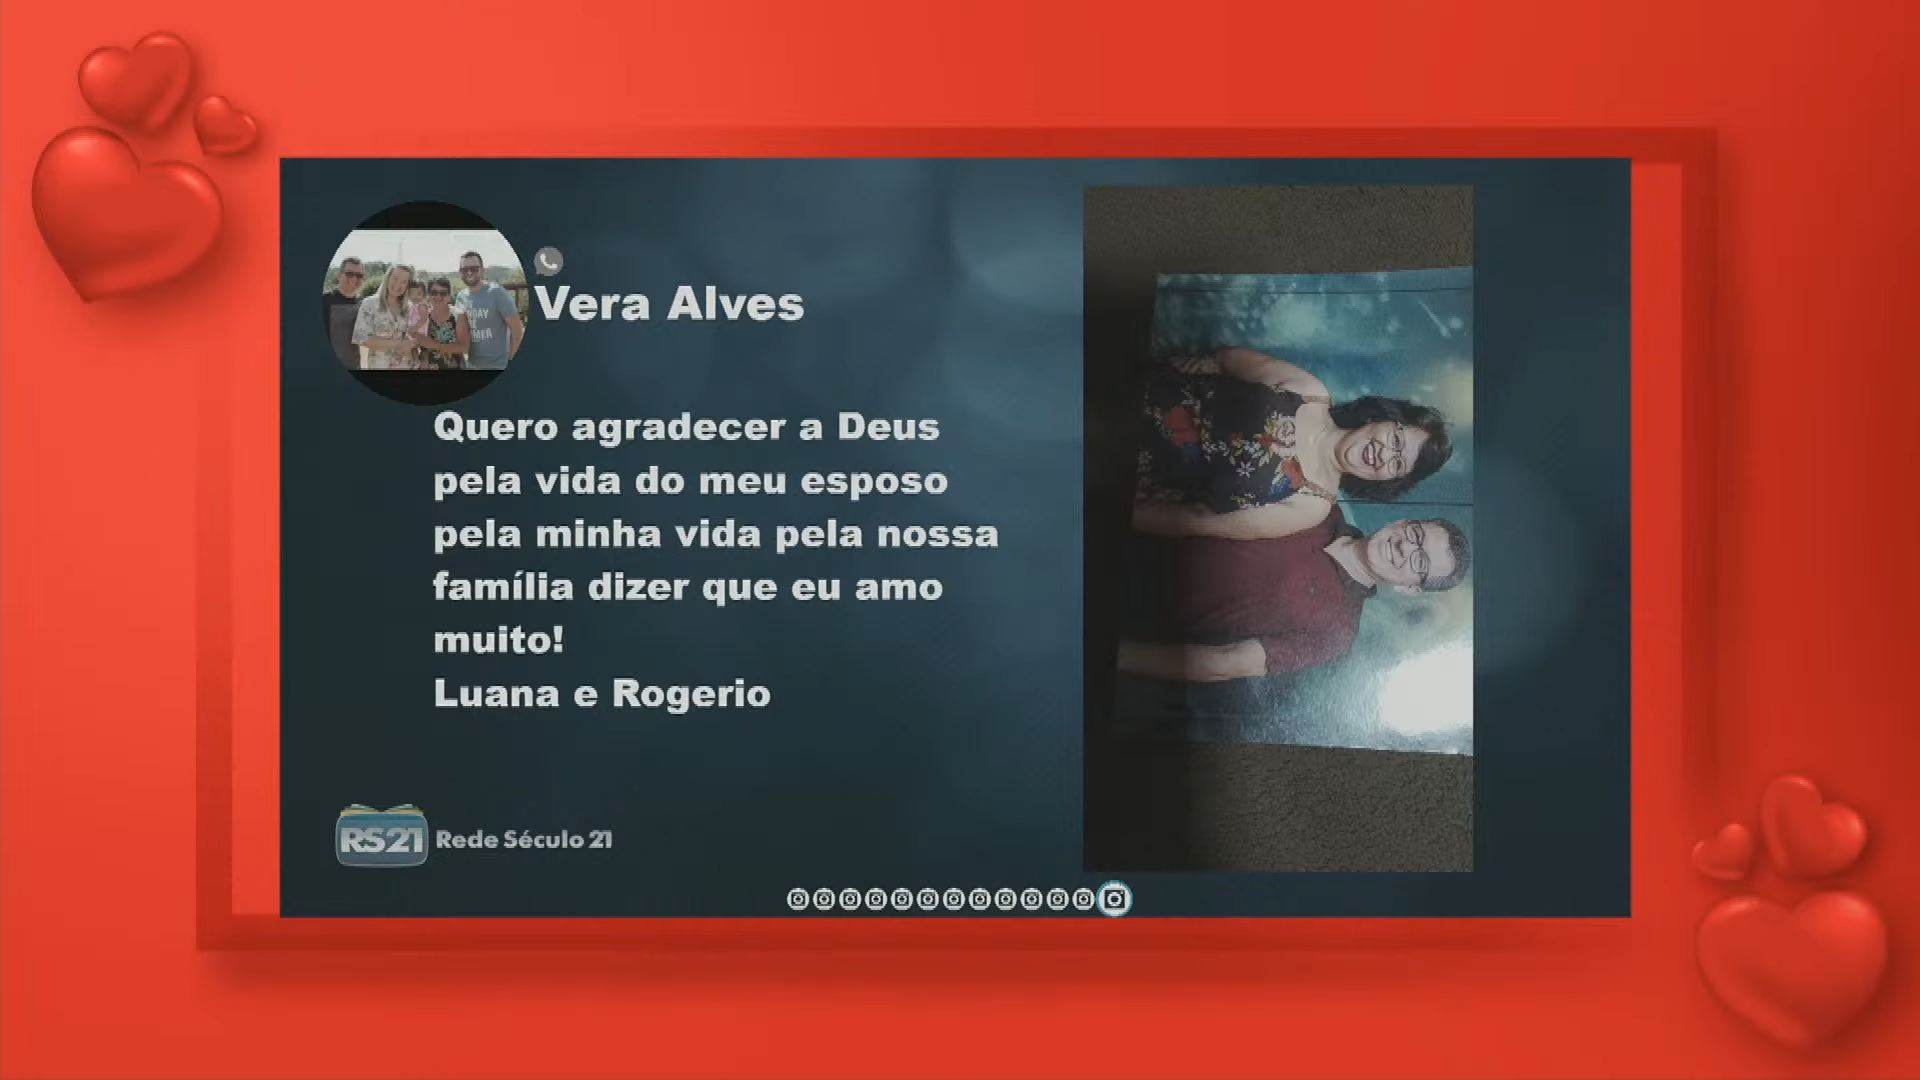 Vera Alves
Quero agradecer a Deus
pela vida do meu esposo
pela minha vida pela nossa
família dizer que eu amo
muito!
Luana e Rogerio
RS21 Rede Século 21